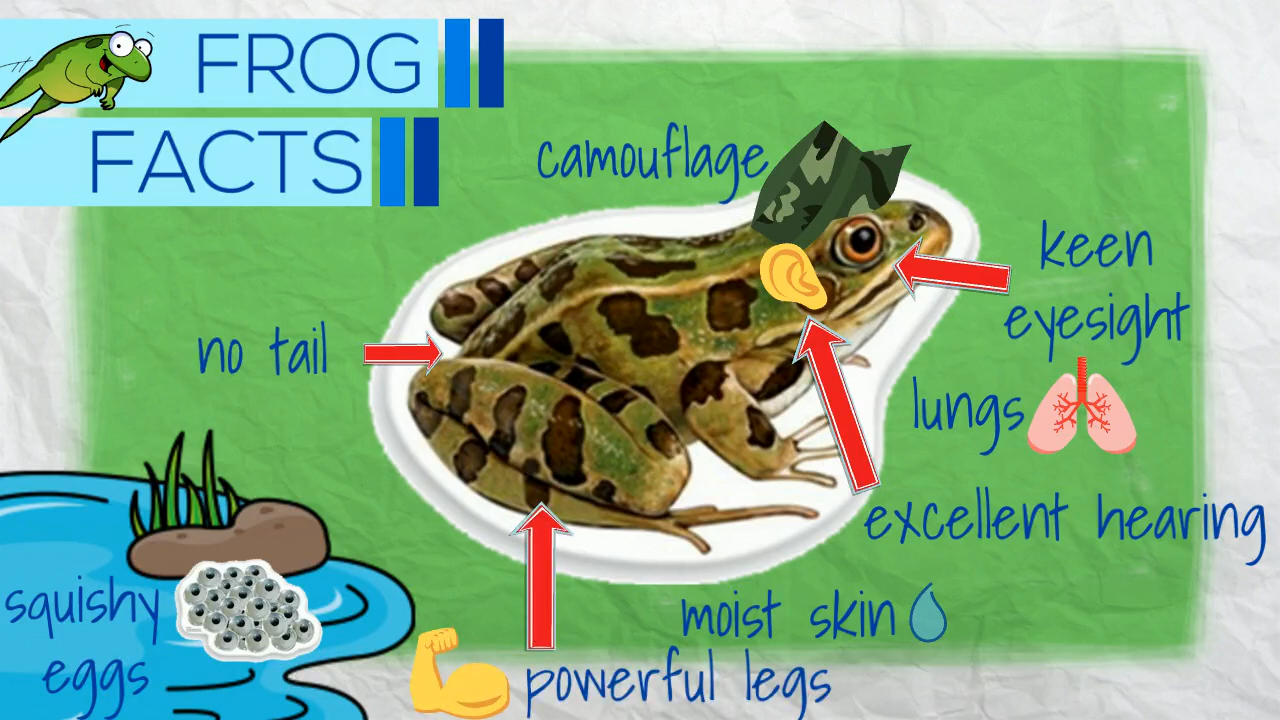 FROG
FACTS
camouflage
keen
eyesight
no tail
lungs
excellent hearing
squishy
eggs
moist skin
powerful legs